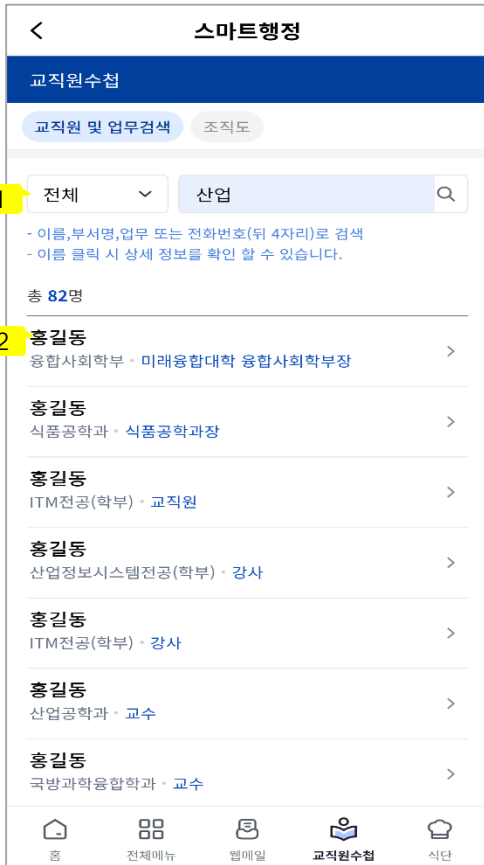 스마트행정
교직원수첩
교직원 및 업무검색 조직도
1 전체 산업
- 이름,부서명,업무 또는 전화번호(뒤 4자리)로 검색
- 이름 클릭 시 상세 정보를 확인 할 수 있습니다.
총 82명
2 홍길동
융합사회학부 · 미래융합대학 융합사회학부장
홍길동
식품공학과 · 식품공학과장
홍길동
ITM전공(학부) · 교직원
홍길동
산업정보시스템전공(학부) · 강사
홍길동
ITM전공(학부) · 강사
홍길동
산업공학과 · 교수
홍길동
국방과학융합학과 · 교수
홈 전체메뉴 웹메일 교직원수첩 식단